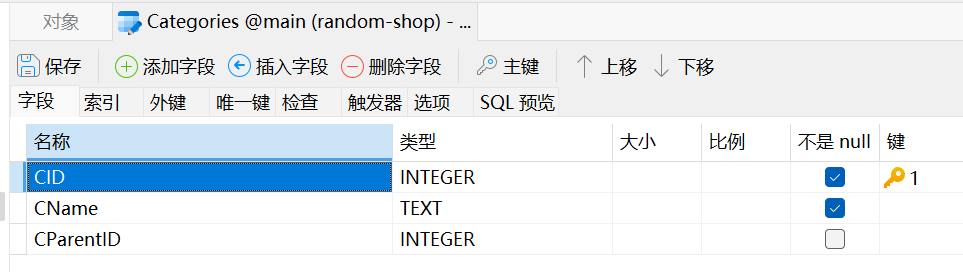 对象 Categories @main (random-shop) - ...
保存 添加字段 插入字段 删除字段 主键 上移 下移
字段 索引 外键 唯一键 检查 触发器 选项 SQL 预览
名称 类型 大小 比例 不是 null 键
CID INTEGER 1
CName TEXT
CParentID INTEGER